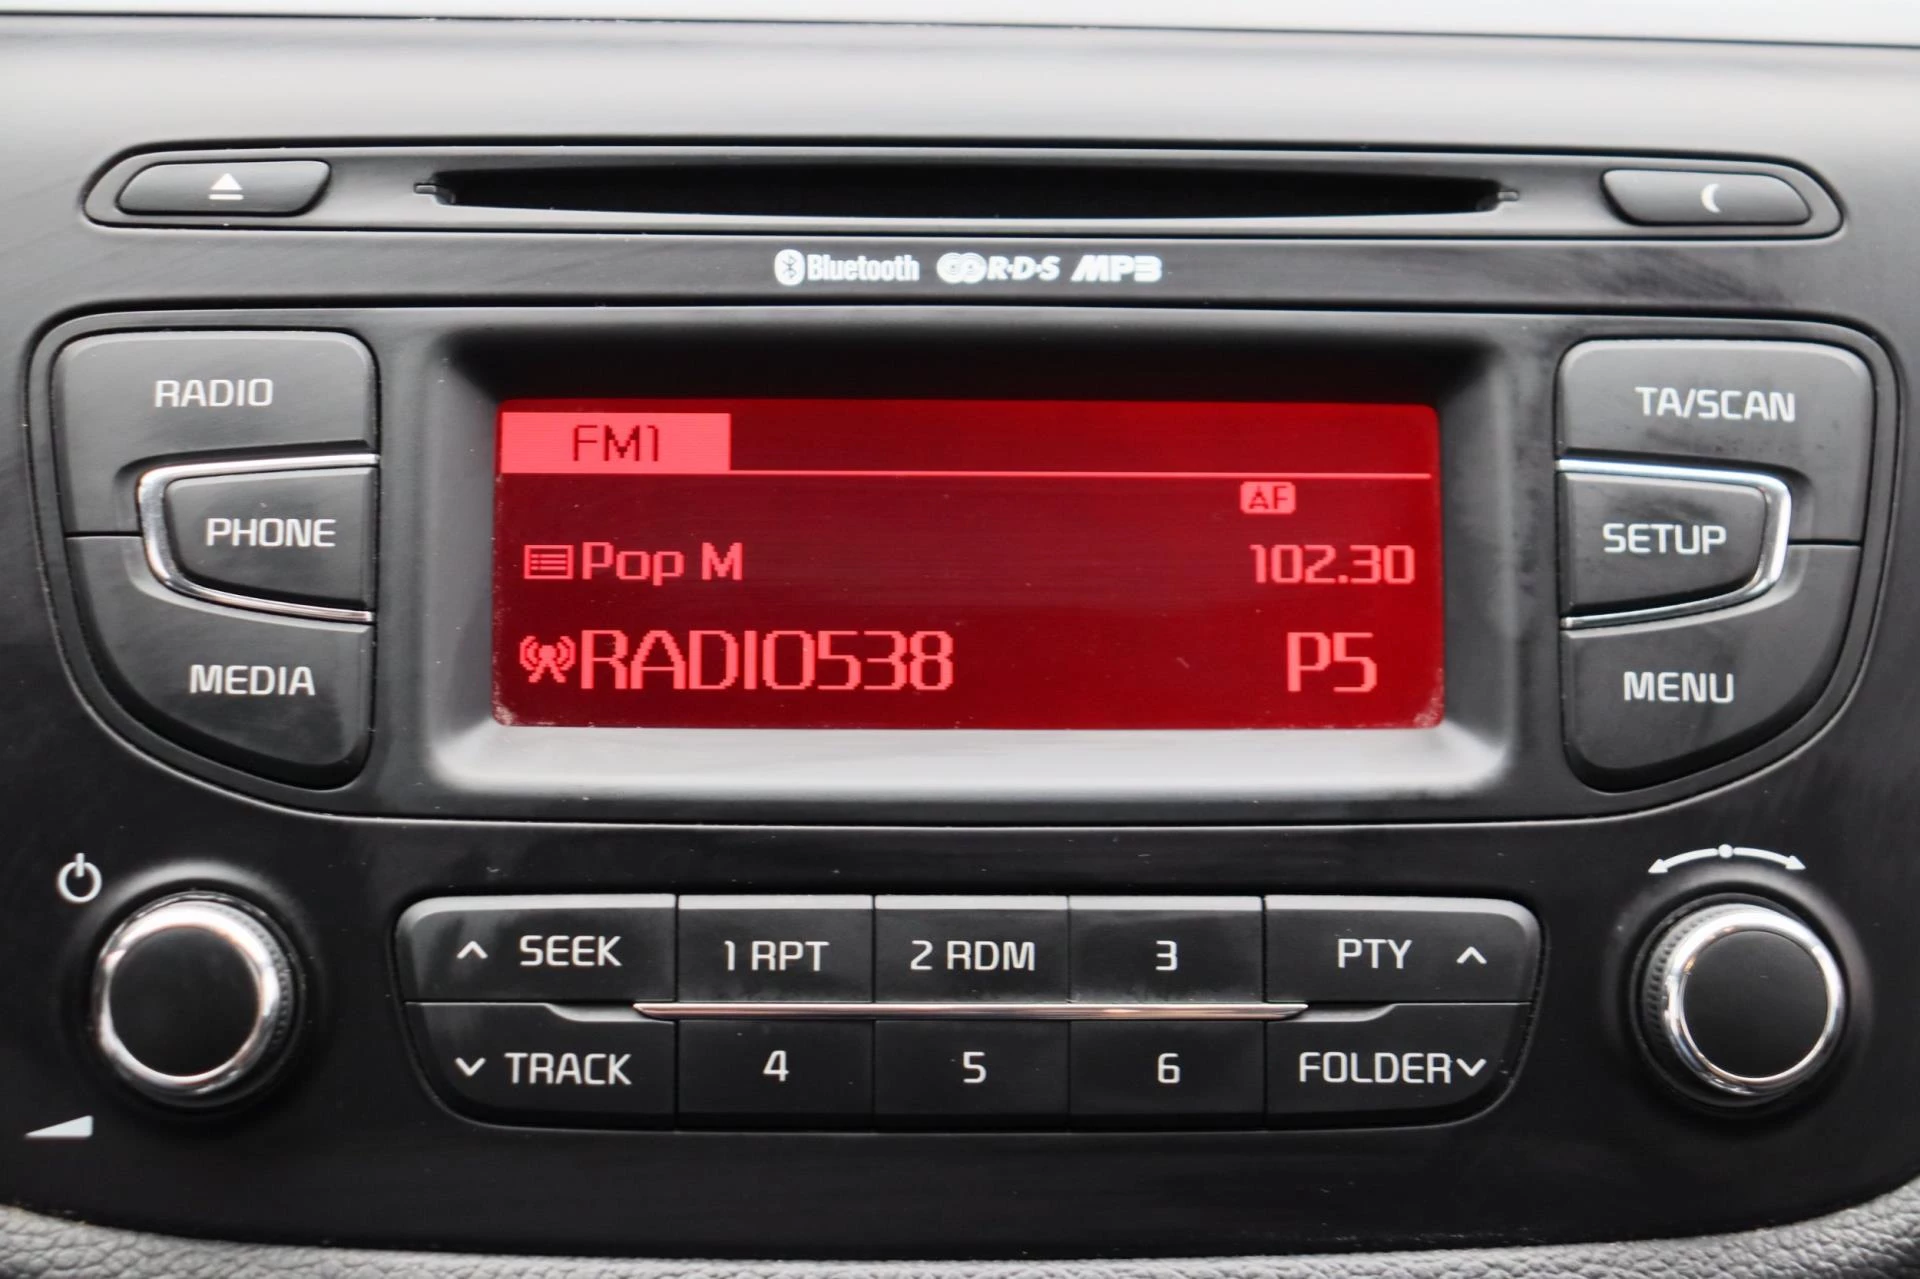 Bluetooth R·D·S MP3
RADIO
PHONE
MEDIA
FM1
AF
Pop M 102.30
RADIO538 P5
TA/SCAN
SETUP
MENU
SEEK 1 RPT 2 RDM 3 PTY
TRACK 4 5 6 FOLDER